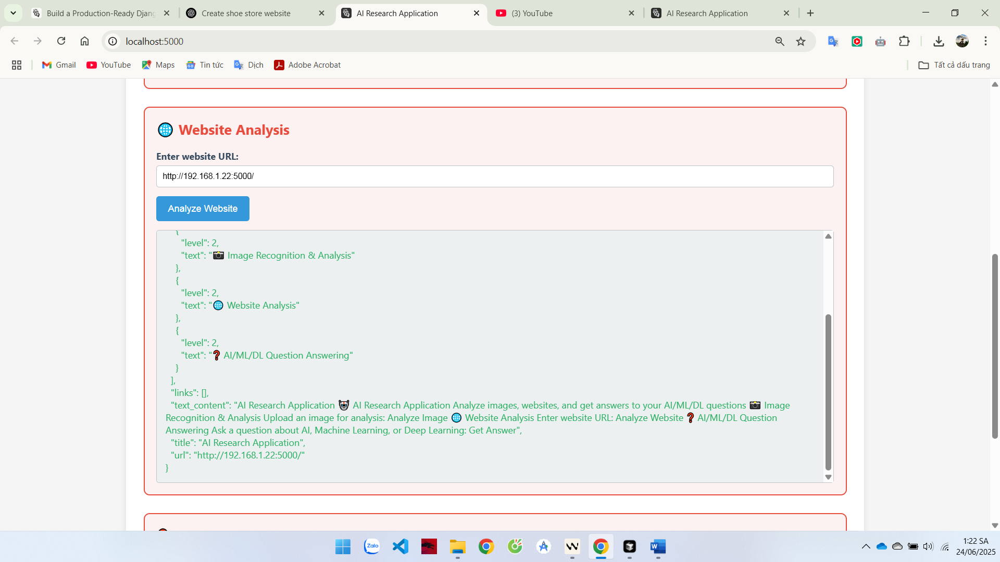 Build a Production-Ready Djang
Create shoe store website
AI Research Application
(3) YouTube
AI Research Application
localhost:5000
Gmail
YouTube
Maps
Tin tức
Dịch
Adobe Acrobat
Tất cả dấu trang
🌐 Website Analysis
Enter website URL:
http://192.168.1.22:5000/
Analyze Website
{
"level": 2,
"text": "📷 Image Recognition & Analysis"
},
{
"level": 2,
"text": "🌐 Website Analysis"
},
{
"level": 2,
"text": "❓ AI/ML/DL Question Answering"
}
],
"links": [],
"text_content": "AI Research Application 🤖 AI Research Application Analyze images, websites, and get answers to your AI/ML/DL questions 📷 Image
Recognition & Analysis Upload an image for analysis: Analyze Image 🌐 Website Analysis Enter website URL: Analyze Website ❓ AI/ML/DL Question
Answering Ask a question about AI, Machine Learning, or Deep Learning: Get Answer",
"title": "AI Research Application",
"url": "http://192.168.1.22:5000/"
}
Zalo
1:22 SA
24/06/2025